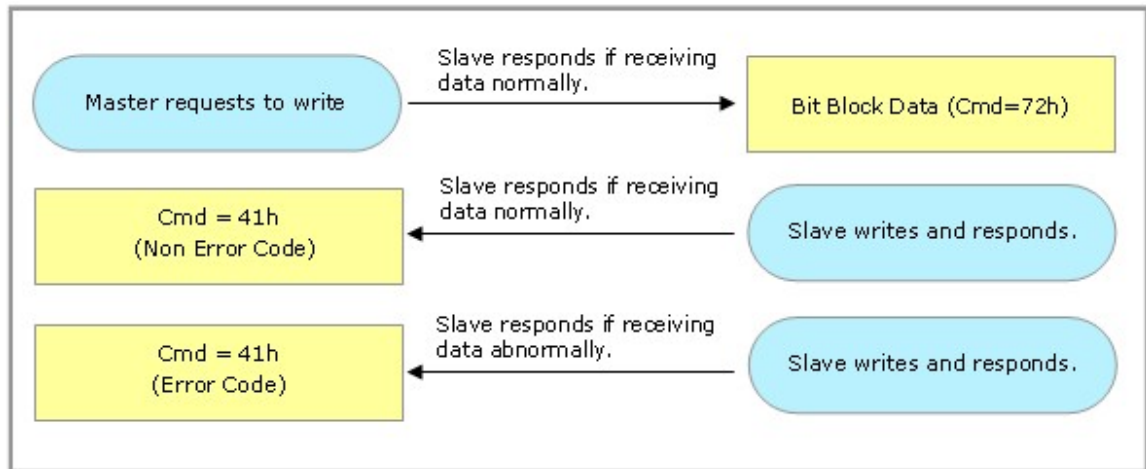 Slave responds if receiving
data normally.
Master requests to write
Bit Block Data (Cmd=72h)
Slave responds if receiving
data normally.
Cmd = 41h
(Non Error Code)
Slave writes and responds.
Slave responds if receiving
data abnormally.
Cmd = 41h
(Error Code)
Slave writes and responds.